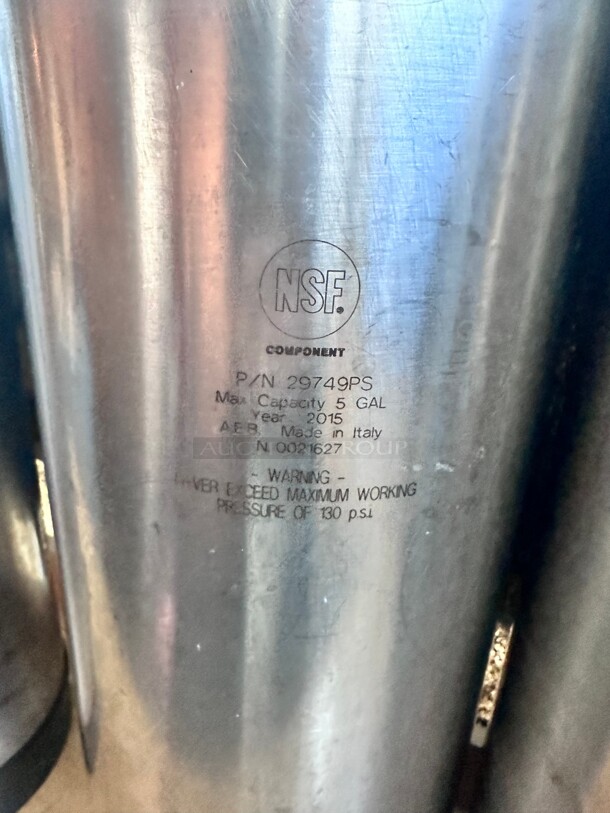 NSF®
COMPONENT
P/N 29749PS
Max Capacity 5 GAL
Year 2015
A.E.B. Made in Italy
N. 0021627
- WARNING -
EXCEED MAXIMUM WORKING
PRESSURE OF 130 p.s.i.